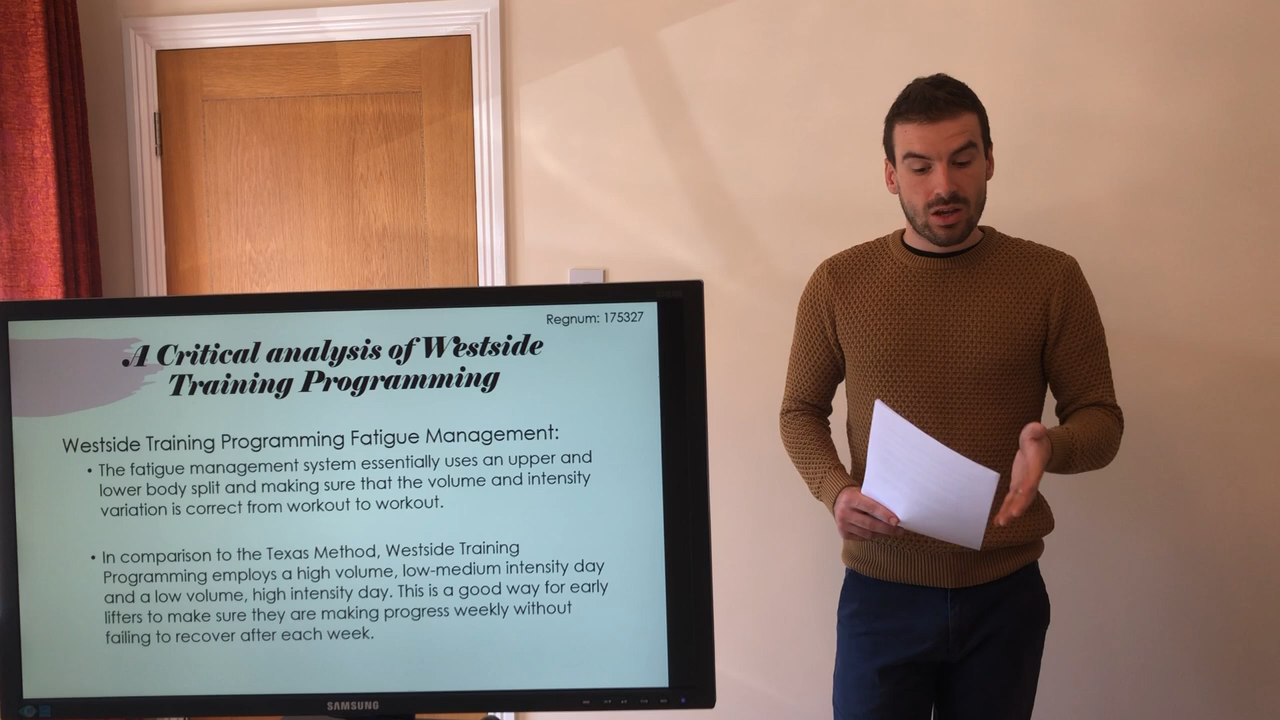 Regnum: 175327
A Critical analysis of Westside
Training Programming
Westside Training Programming Fatigue Management:
• The fatigue management system essentially uses an upper and
lower body split and making sure that the volume and intensity
variation is correct from workout to workout.
• In comparison to the Texas Method, Westside Training
Programming employs a high volume, low-medium intensity day
and a low volume, high intensity day. This is a good way for early
lifters to make sure they are making progress weekly without
failing to recover after each week.
SAMSUNG